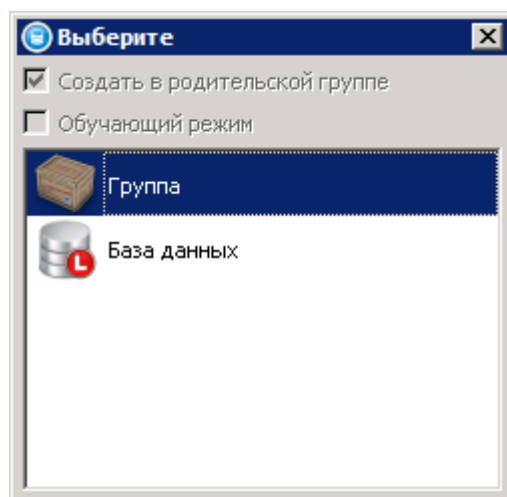 Выберите
Создать в родительской группе
Обучающий режим
Группа
База данных
L